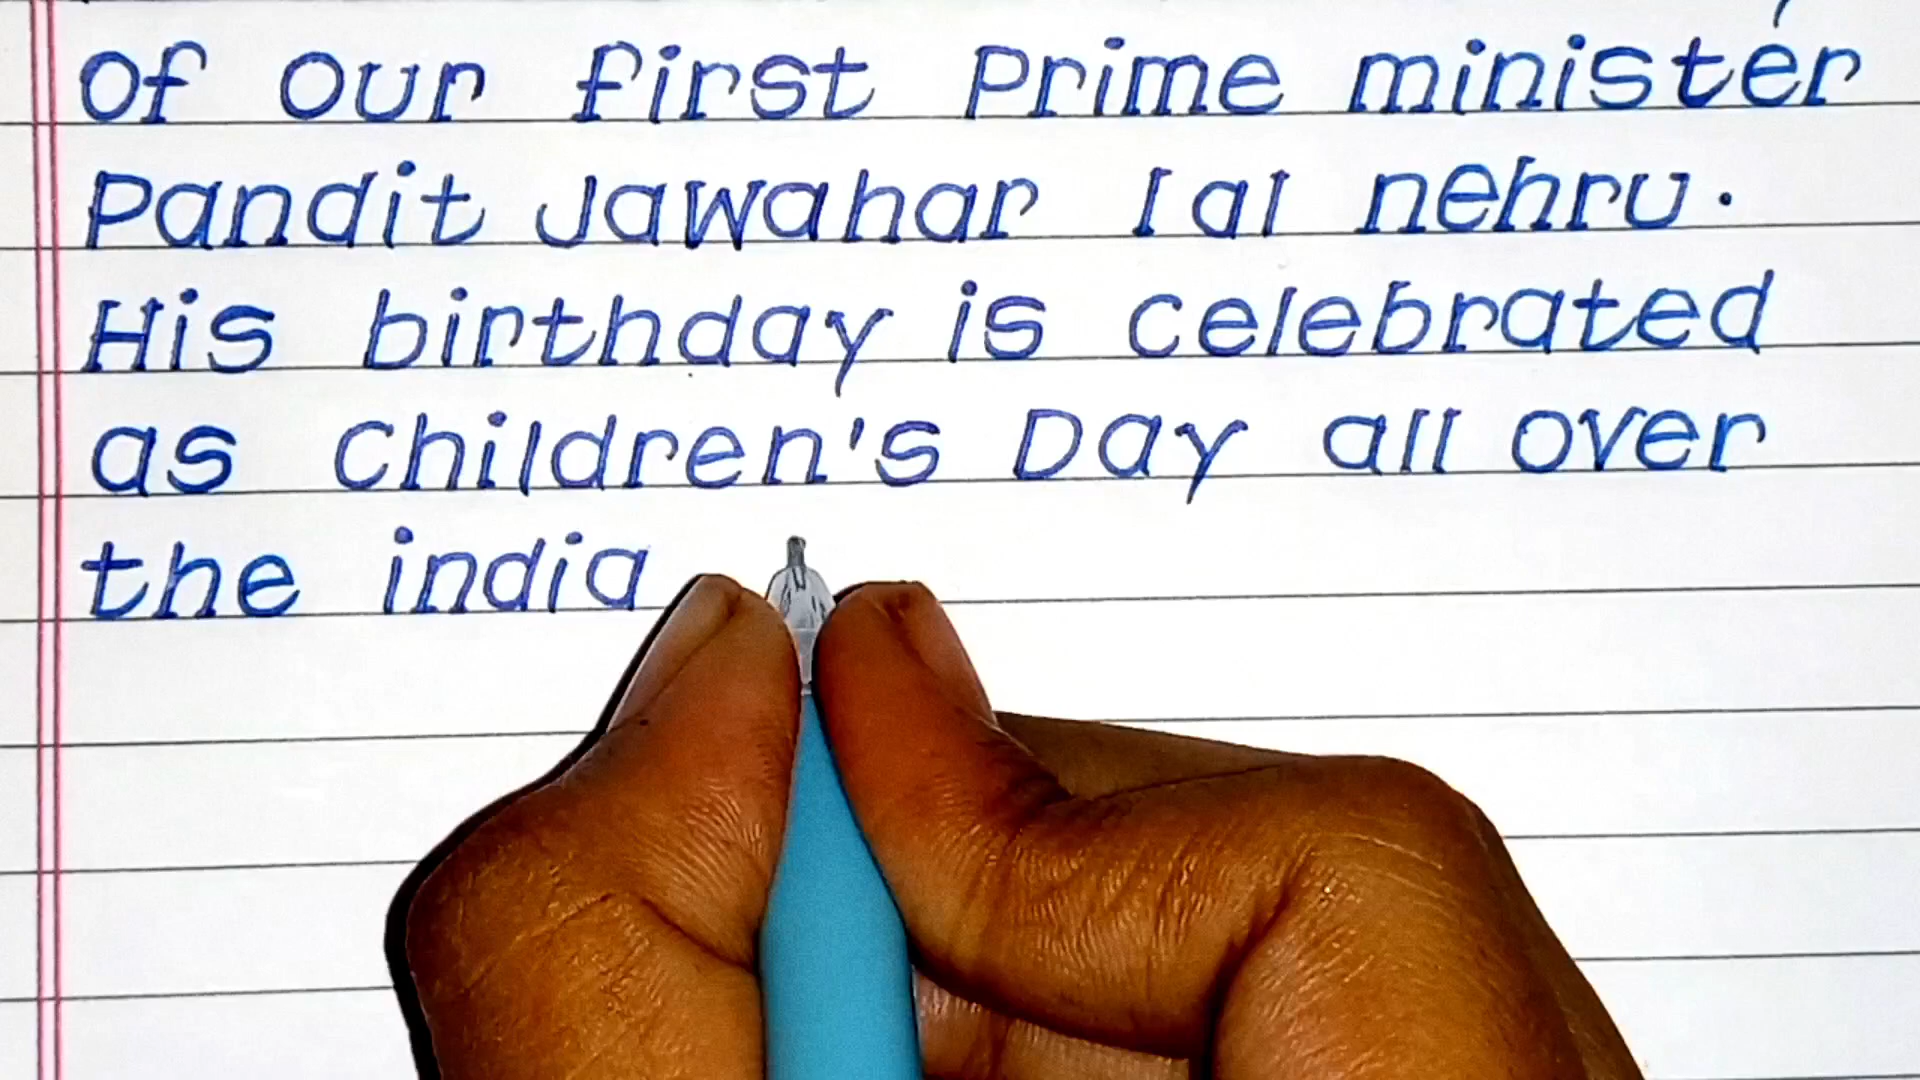 of our first Prime minister
Pandit Jawahar lal nehru.
His birthday is celebrated
as Children's Day all over
the india